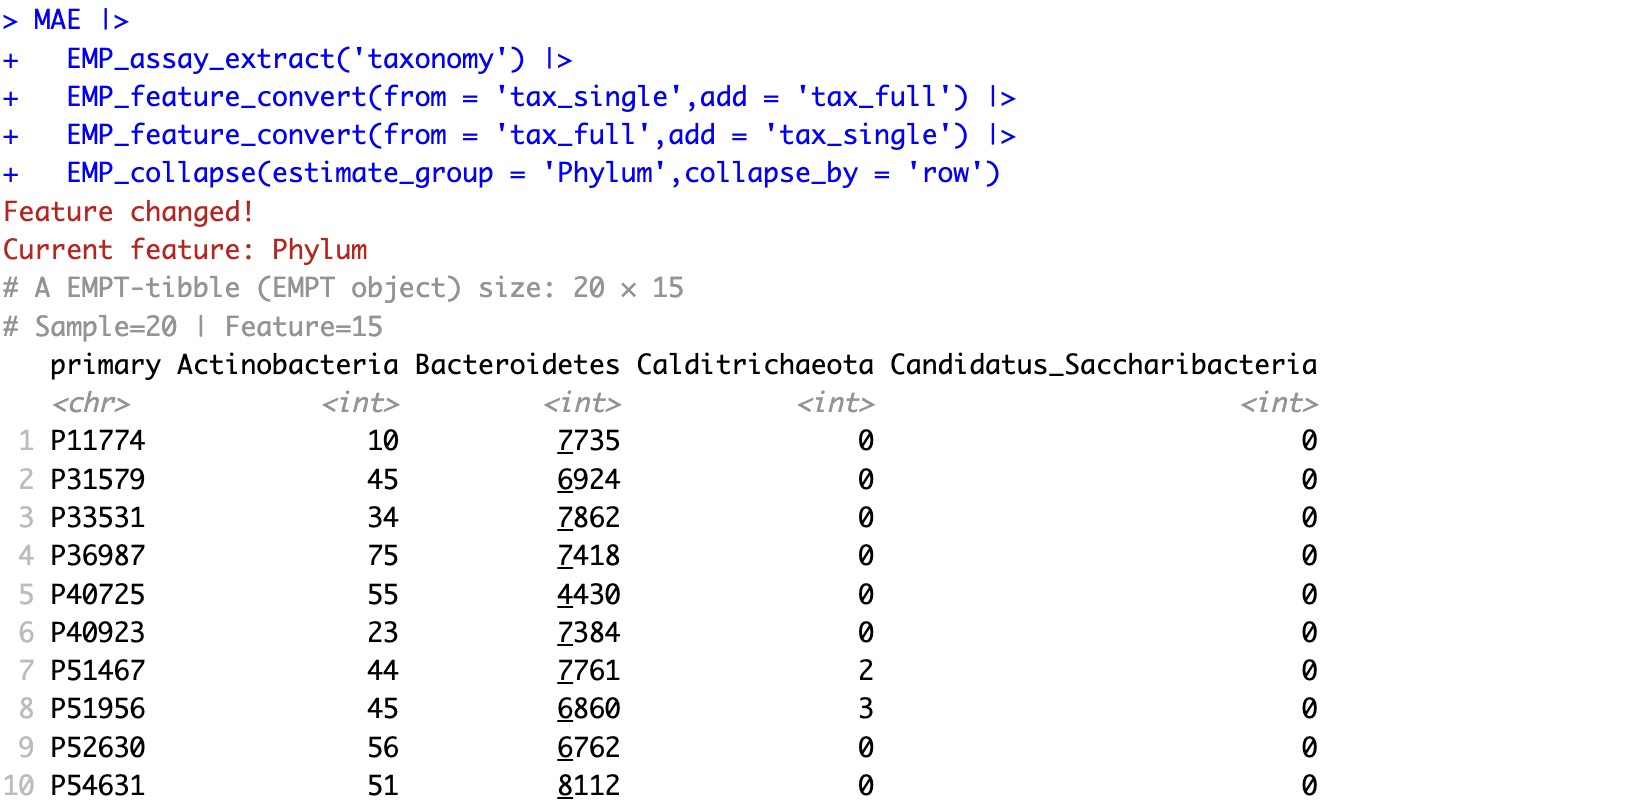 > MAE |>
+   EMP_assay_extract('taxonomy') |>
+   EMP_feature_convert(from = 'tax_single',add = 'tax_full') |>
+   EMP_feature_convert(from = 'tax_full',add = 'tax_single') |>
+   EMP_collapse(estimate_group = 'Phylum',collapse_by = 'row')
Feature changed!
Current feature: Phylum
# A EMPT-tibble (EMPT object) size: 20 × 15
# Sample=20 | Feature=15
   primary Actinobacteria Bacteroidetes Calditrichaeota Candidatus_Saccharibacteria
   <chr>            <int>         <int>           <int>                       <int>
 1 P11774              10          7735               0                           0
 2 P31579              45          6924               0                           0
 3 P33531              34          7862               0                           0
 4 P36987              75          7418               0                           0
 5 P40725              55          4430               0                           0
 6 P40923              23          7384               0                           0
 7 P51467              44          7761               2                           0
 8 P51956              45          6860               3                           0
 9 P52630              56          6762               0                           0
10 P54631              51          8112               0                           0